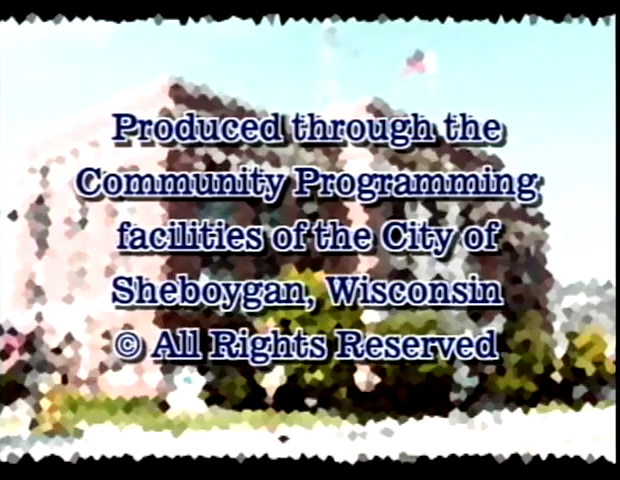 Produced through the
Community Programming
facilities of the City of
Sheboygan, Wisconsin
© All Rights Reserved